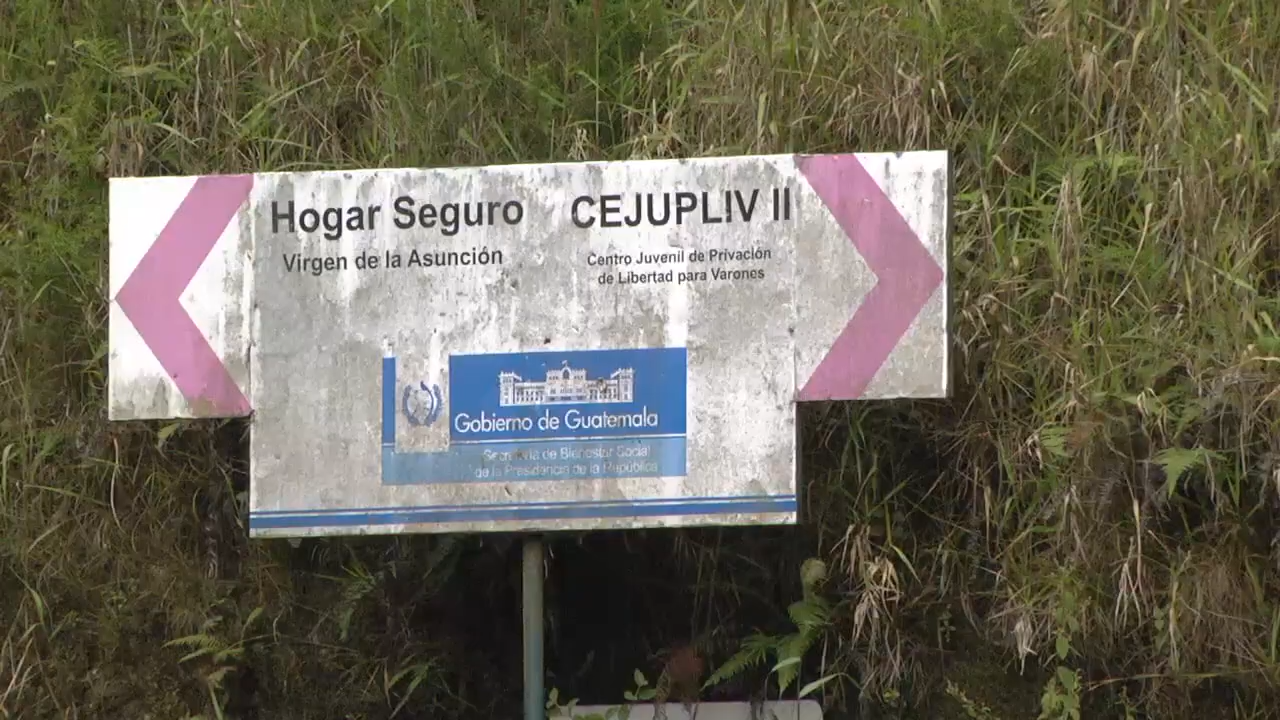 Hogar Seguro
Virgen de la Asunción
CEJUPLIV II
Centro Juvenil de Privación
de Libertad para Varones
Gobierno de Guatemala
Secretaría de Bienestar Social
de la Presidencia de la República